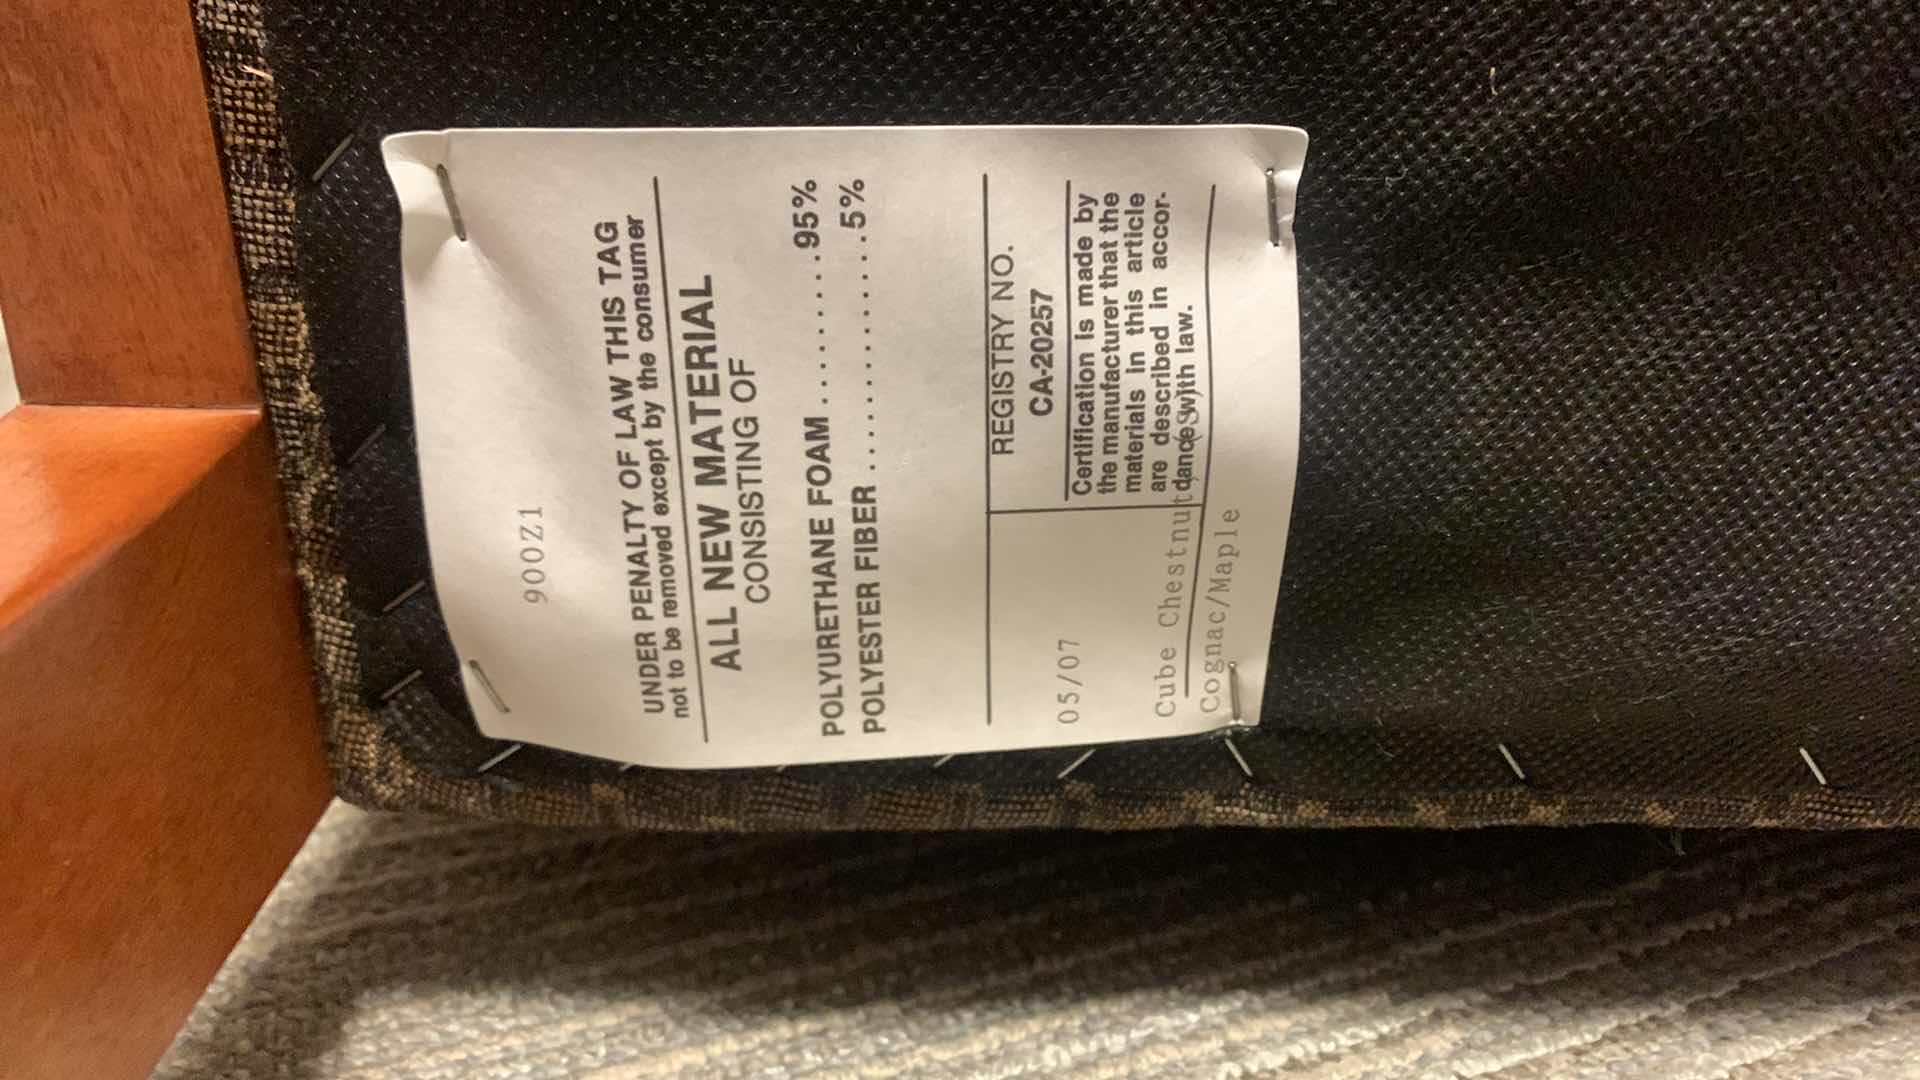 900Z1
UNDER PENALTY OF LAW THIS TAG
not to be removed except by the consumer
ALL NEW MATERIAL
CONSISTING OF
POLYURETHANE FOAM..........95%
POLYESTER FIBER................5%
REGISTRY NO.
CA-20257
Certification is made by
the manufacturer that the
materials in this article
are described in accor-
dance with law.
05/07
Cube Chestnut
Cognac/Maple